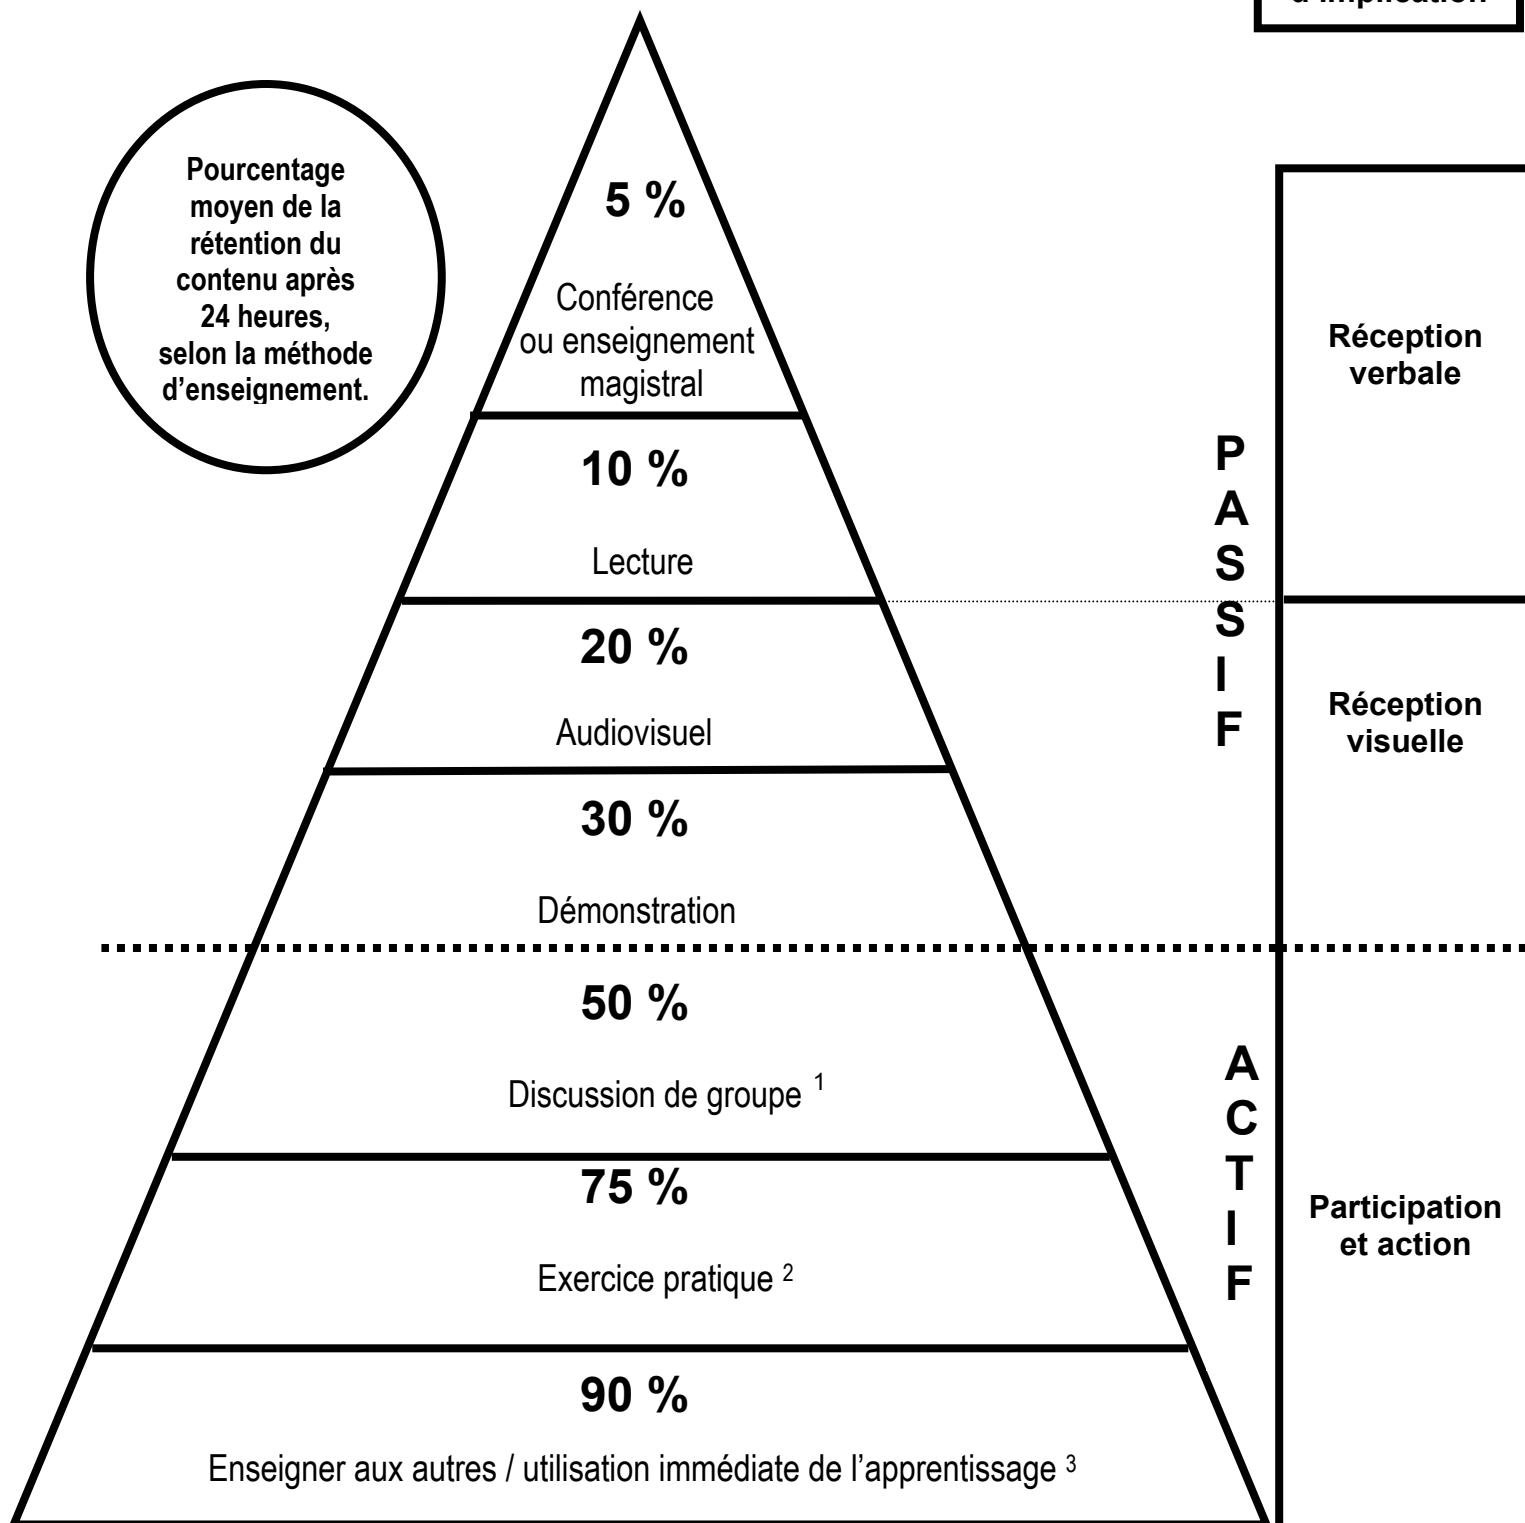 d'implication
Pourcentage
moyen de la
rétention du
contenu après
24 heures,
selon la méthode
d'enseignement.
5 %
Conférence
ou enseignement
magistral
10 %
Lecture
20 %
Audiovisuel
30 %
Démonstration
50 %
Discussion de groupe 1
75 %
Exercice pratique 2
90 %
Enseigner aux autres / utilisation immédiate de l'apprentissage 3
P
A
S
S
I
F
A
C
T
I
F
Réception
verbale
Réception
visuelle
Participation
et action